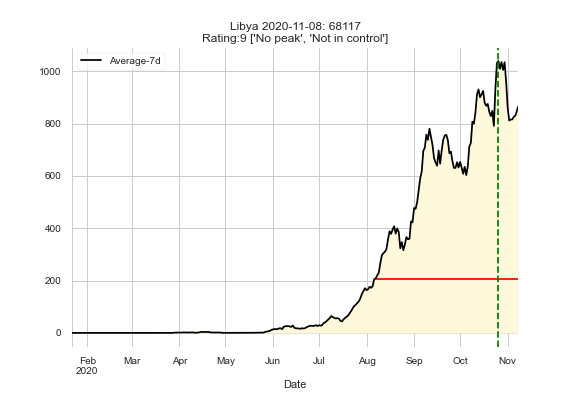 Libya 2020-11-08: 68117
Rating:9 ['No peak', 'Not in control']
Average-7d
1000
800
600
400
200
0
Feb Mar Apr May Jun Jul Aug Sep Oct Nov
2020
Date